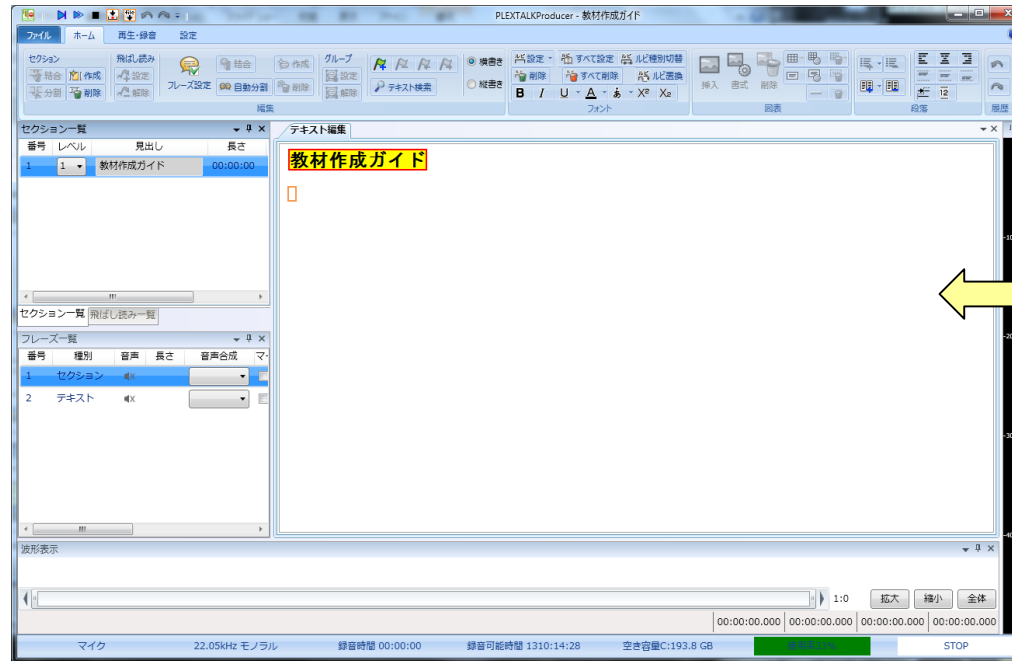 PLEXTALKProducer - 教材作成ガイド
ファイル ホーム 再生・録音 設定
セクション 飛ばし読み グループ
結合 作成 設定 結合 作成 設定 横書き 設定 すべて設定 ルビ種別切替
分割 削除 解除 フレーズ設定 自動分割 削除 解除 テキスト検索 縦書き 削除 すべて削除 ルビ置換 挿入 書式 削除
B I U A あ X² X₂
編集 フォント 図表 段落 履歴
セクション一覧 テキスト編集
番号 レベル 見出し 長さ
1 1 教材作成ガイド 00:00:00
教材作成ガイド
セクション一覧 飛ばし読み一覧
フレーズ一覧
番号 種別 音声 長さ 音声合成 マ-
1 セクション
2 テキスト
波形表示
1:0 拡大 縮小 全体
00:00:00.000 00:00:00.000 00:00:00.000 00:00:00.000
マイク 22.05kHz モノラル 録音時間 00:00:00 録音可能時間 1310:14:28 空き容量C:193.8 GB STOP